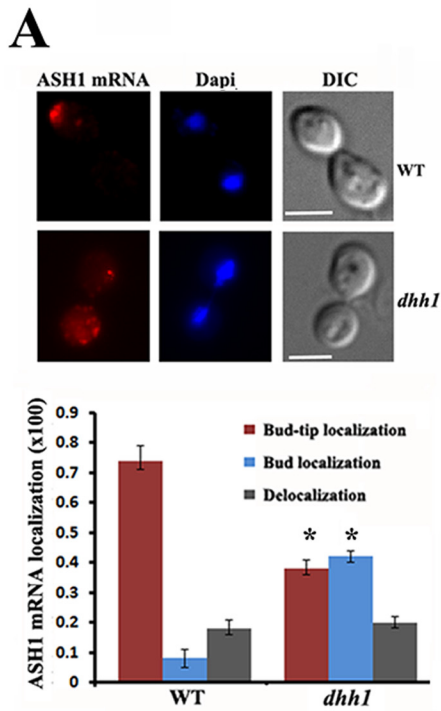 A
ASH1 mRNA Dapi DIC
WT
dhh1
ASH1 mRNA localization (x100)
0.9
0.8
0.7
0.6
0.5
0.4
0.3
0.2
0.1
0
Bud-tip localization
Bud localization
Delocalization
* *
WT dhh1